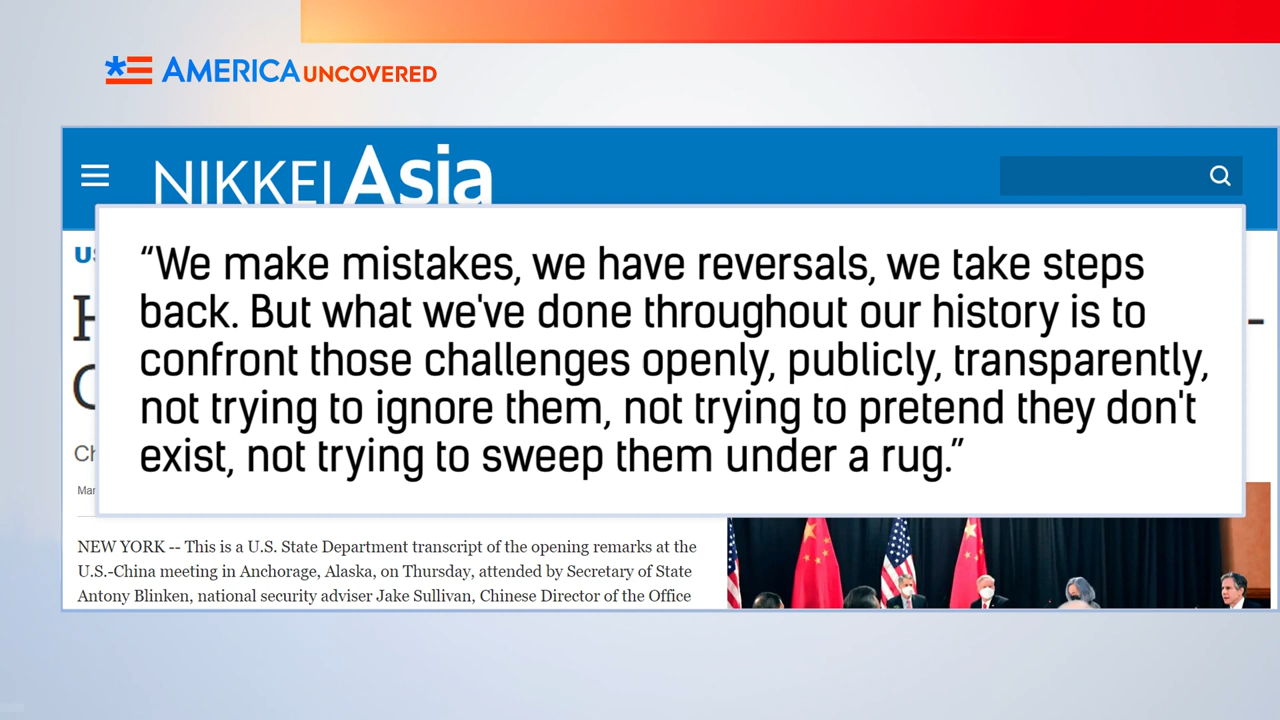 AMERICA UNCOVERED
NIKKEI Asia
“We make mistakes, we have reversals, we take steps
back. But what we've done throughout our history is to
confront those challenges openly, publicly, transparently,
not trying to ignore them, not trying to pretend they don't
exist, not trying to sweep them under a rug.”
NEW YORK -- This is a U.S. State Department transcript of the opening remarks at the
U.S.-China meeting in Anchorage, Alaska, on Thursday, attended by Secretary of State
Antony Blinken, national security adviser Jake Sullivan, Chinese Director of the Office